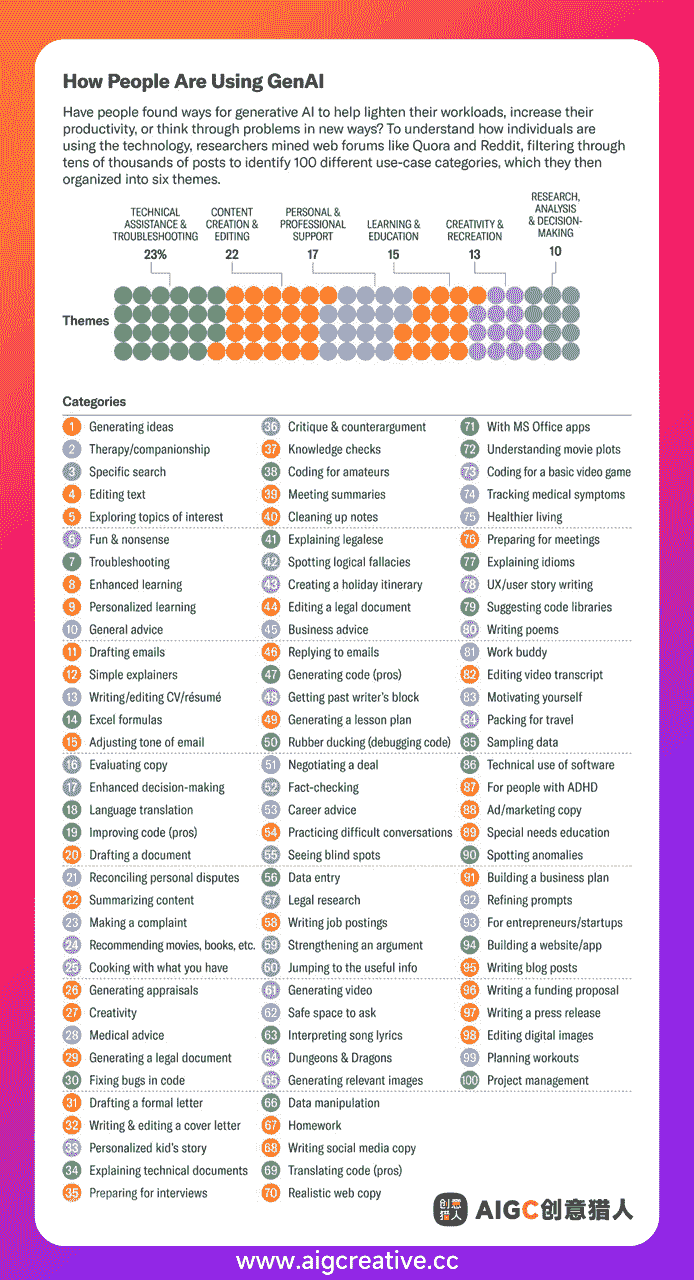 How People Are Using GenAI
Have people found ways for generative AI to help lighten their workloads, increase their
productivity, or think through problems in new ways? To understand how individuals are
using the technology, researchers mined web forums like Quora and Reddit, filtering through
tens of thousands of posts to identify 100 different use-case categories, which they then
organized into six themes.
TECHNICAL
ASSISTANCE &
TROUBLESHOOTING
23%
CONTENT
CREATION &
EDITING
22
PERSONAL &
PROFESSIONAL
SUPPORT
17
LEARNING &
EDUCATION
15
CREATIVITY &
RECREATION
13
RESEARCH,
ANALYSIS
& DECISION-
MAKING
10
Themes
Categories
1 Generating ideas
2 Therapy/companionship
3 Specific search
4 Editing text
5 Exploring topics of interest
6 Fun & nonsense
7 Troubleshooting
8 Enhanced learning
9 Personalized learning
10 General advice
11 Drafting emails
12 Simple explainers
13 Writing/editing CV/résumé
14 Excel formulas
15 Adjusting tone of email
16 Evaluating copy
17 Enhanced decision-making
18 Language translation
19 Improving code (pros)
20 Drafting a document
21 Reconciling personal disputes
22 Summarizing content
23 Making a complaint
24 Recommending movies, books, etc.
25 Cooking with what you have
26 Generating appraisals
27 Creativity
28 Medical advice
29 Generating a legal document
30 Fixing bugs in code
31 Drafting a formal letter
32 Writing & editing a cover letter
33 Personalized kid's story
34 Explaining technical documents
35 Preparing for interviews
36 Critique & counterargument
37 Knowledge checks
38 Coding for amateurs
39 Meeting summaries
40 Cleaning up notes
41 Explaining legalese
42 Spotting logical fallacies
43 Creating a holiday itinerary
44 Editing a legal document
45 Business advice
46 Replying to emails
47 Generating code (pros)
48 Getting past writer's block
49 Generating a lesson plan
50 Rubber ducking (debugging code)
51 Negotiating a deal
52 Fact-checking
53 Career advice
54 Practicing difficult conversations
55 Seeing blind spots
56 Data entry
57 Legal research
58 Writing job postings
59 Strengthening an argument
60 Jumping to the useful info
61 Generating video
62 Safe space to ask
63 Interpreting song lyrics
64 Dungeons & Dragons
65 Generating relevant images
66 Data manipulation
67 Homework
68 Writing social media copy
69 Translating code (pros)
70 Realistic web copy
71 With MS Office apps
72 Understanding movie plots
73 Coding for a basic video game
74 Tracking medical symptoms
75 Healthier living
76 Preparing for meetings
77 Explaining idioms
78 UX/user story writing
79 Suggesting code libraries
80 Writing poems
81 Work buddy
82 Editing video transcript
83 Motivating yourself
84 Packing for travel
85 Sampling data
86 Technical use of software
87 For people with ADHD
88 Ad/marketing copy
89 Special needs education
90 Spotting anomalies
91 Building a business plan
92 Refining prompts
93 For entrepreneurs/startups
94 Building a website/app
95 Writing blog posts
96 Writing a funding proposal
97 Writing a press release
98 Editing digital images
99 Planning workouts
100 Project management
创意
猎人
AIGC创意猎人
www.aigcreative.cc